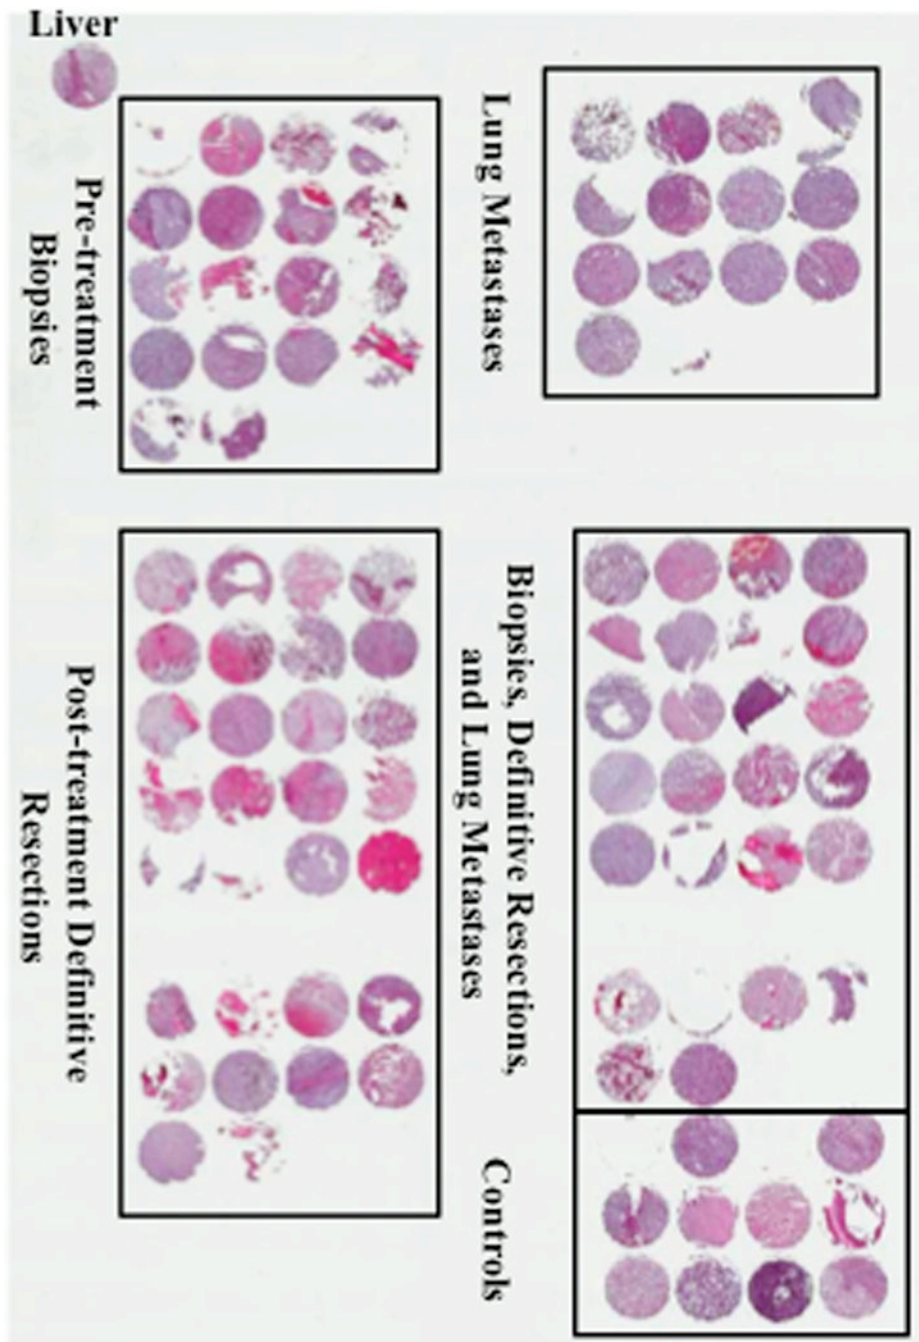 Liver
Pre-treatment
Biopsies
Lung Metastases
Post-treatment Definitive
Resections
Biopsies, Definitive Resections,
and Lung Metastases
Controls